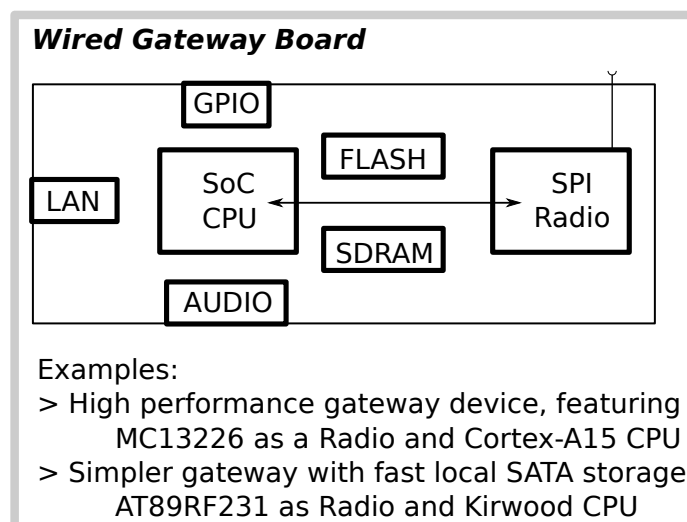 Wired Gateway Board
GPIO
FLASH
SoC
CPU
SPI
Radio
LAN
SDRAM
AUDIO
Examples:
> High performance gateway device, featuring
MC13226 as a Radio and Cortex-A15 CPU
> Simpler gateway with fast local SATA storage
AT89RF231 as Radio and Kirwood CPU